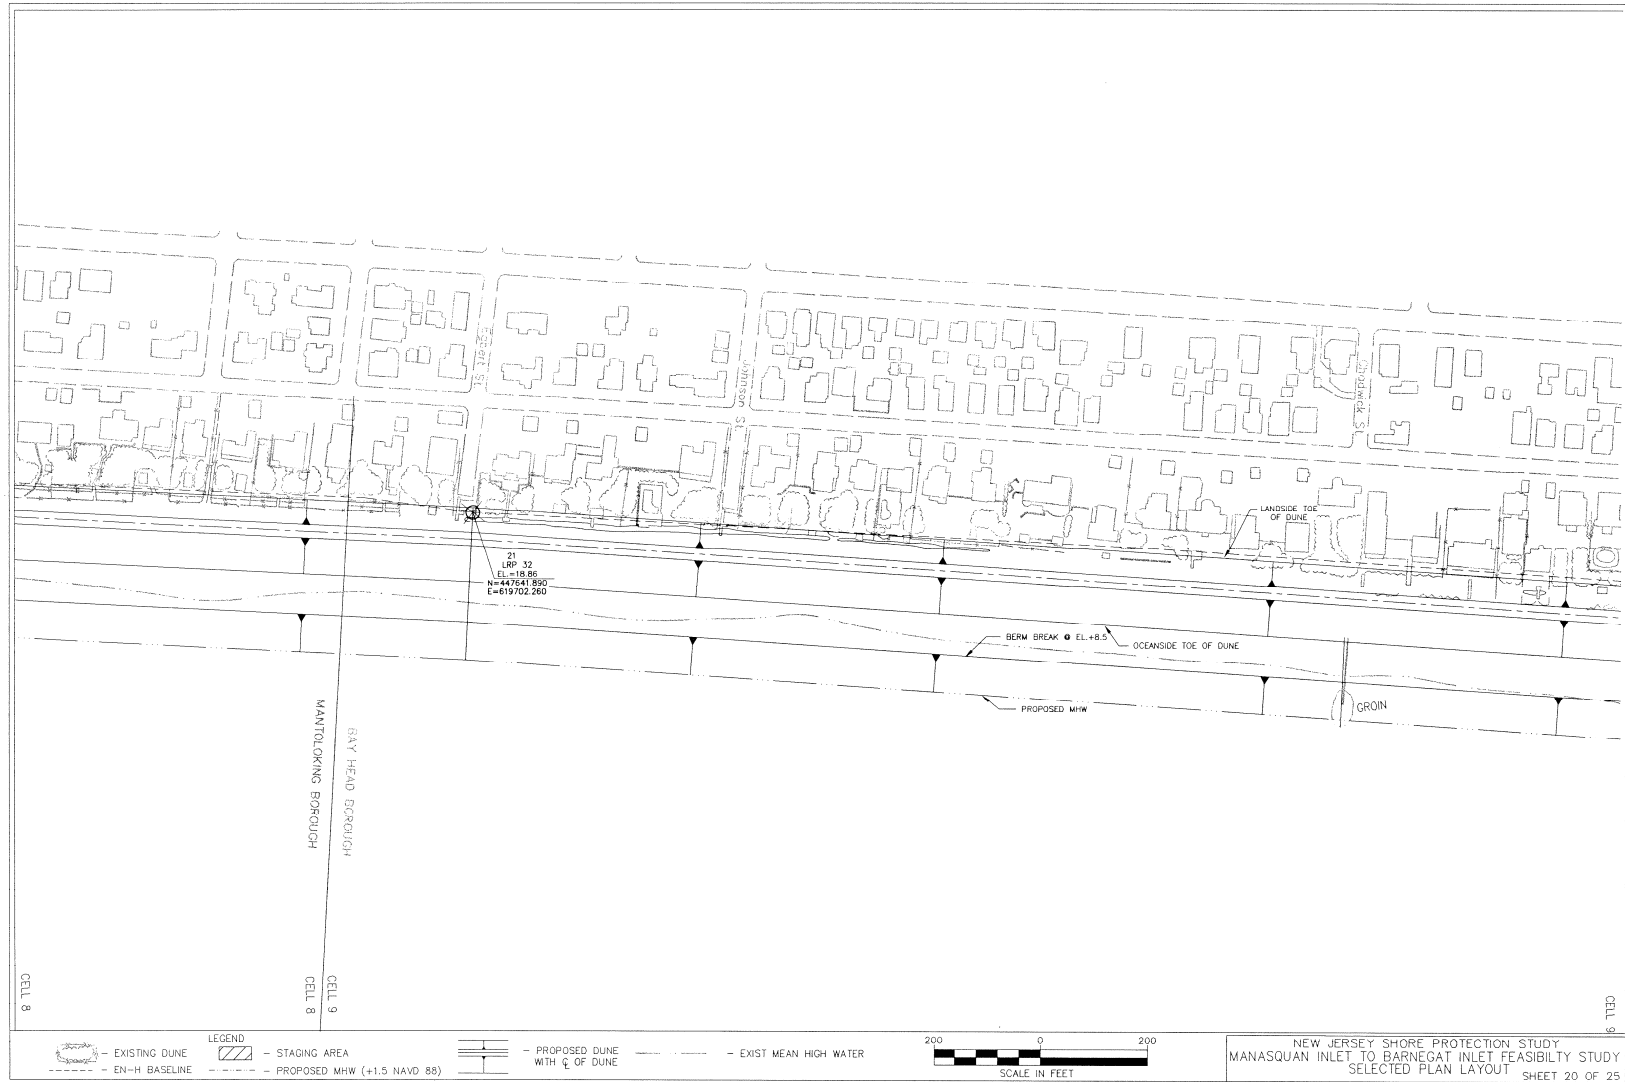 Egbert St.
Johnson St.
Chadwick St.
LANDSIDE TOE
OF DUNE
21
LRP 32
EL.=18.86
N=447641.890
E=619702.260
BERM BREAK @ EL.+8.5
OCEANSIDE TOE OF DUNE
PROPOSED MHW
GROIN
MANTOLOKING BOROUGH
BAY HEAD BOROUGH
CELL 8
CELL 8
CELL 9
CELL 9
LEGEND
- EXISTING DUNE
- STAGING AREA
- EN-H BASELINE
- PROPOSED MHW (+1.5 NAVD 88)
- PROPOSED DUNE
WITH ℄ OF DUNE
- EXIST MEAN HIGH WATER
200 0 200
SCALE IN FEET
NEW JERSEY SHORE PROTECTION STUDY
MANASQUAN INLET TO BARNEGAT INLET FEASIBILTY STUDY
SELECTED PLAN LAYOUT
SHEET 20 OF 25